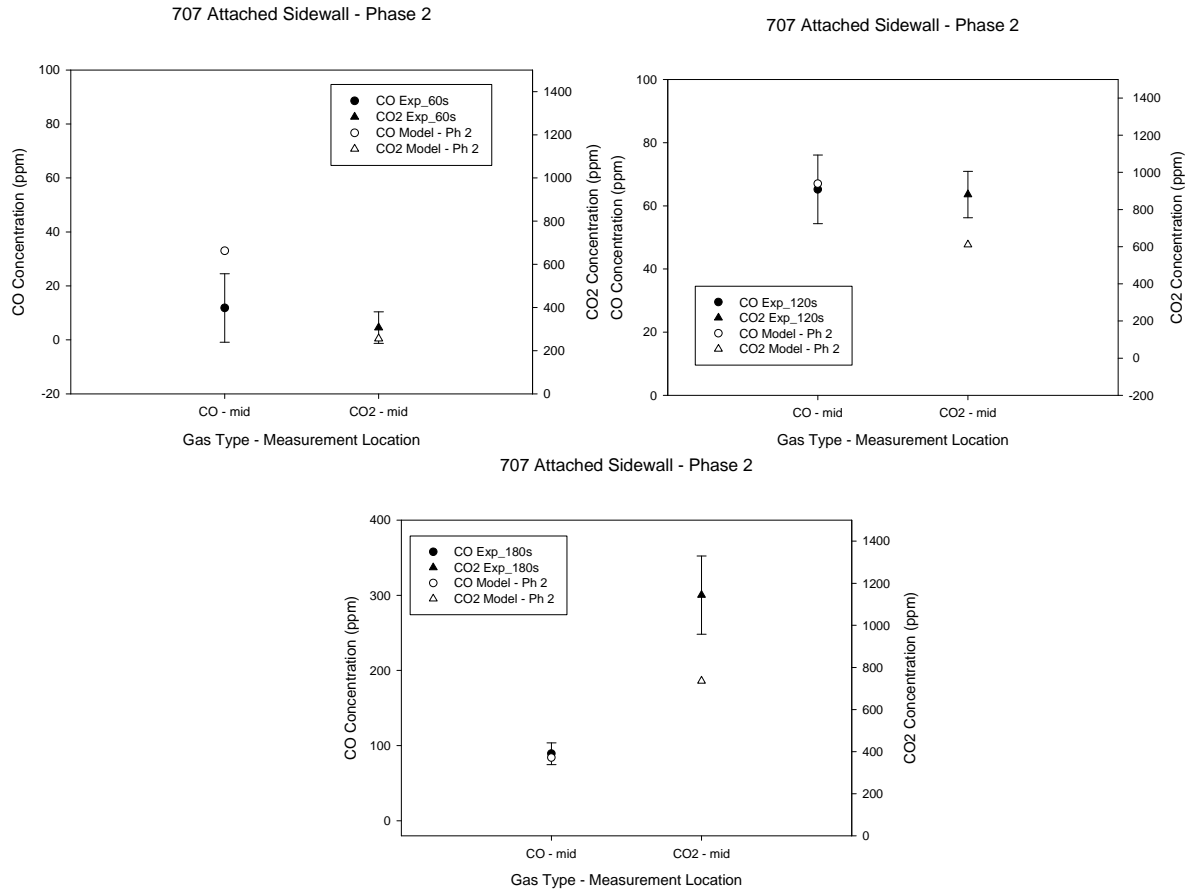 707 Attached Sidewall - Phase 2
100
80
60
40
20
0
-20
CO Concentration (ppm)
CO Exp_60s
CO2 Exp_60s
CO Model - Ph 2
CO2 Model - Ph 2
1400
1200
1000
800
600
400
200
0
CO2 Concentration (ppm)
CO - mid
CO2 - mid
Gas Type - Measurement Location
707 Attached Sidewall - Phase 2
100
80
60
40
20
0
CO Concentration (ppm)
CO Exp_120s
CO2 Exp_120s
CO Model - Ph 2
CO2 Model - Ph 2
1400
1200
1000
800
600
400
200
0
-200
CO2 Concentration (ppm)
CO - mid
CO2 - mid
Gas Type - Measurement Location
707 Attached Sidewall - Phase 2
400
300
200
100
0
CO Concentration (ppm)
CO Exp_180s
CO2 Exp_180s
CO Model - Ph 2
CO2 Model - Ph 2
1400
1200
1000
800
600
400
200
0
CO2 Concentration (ppm)
CO - mid
CO2 - mid
Gas Type - Measurement Location